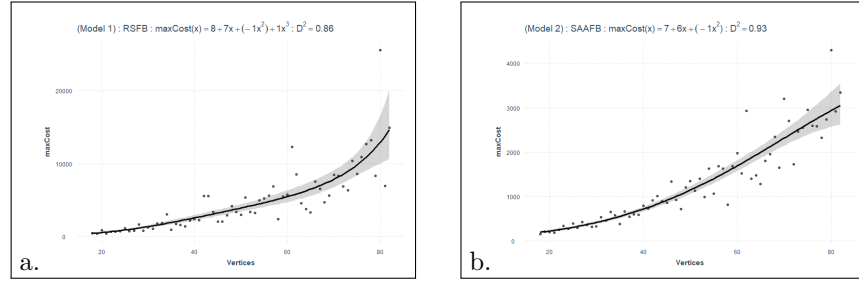 (Model 1) : RSFB : maxCost(x) = 8 + 7x + (−1x²) + 1x³ : D² = 0.86
20000
10000
0
maxCost
20
40
60
80
Vertices
a.
(Model 2) : SAAFB : maxCost(x) = 7 + 6x + (−1x²) : D² = 0.93
4000
3000
2000
1000
0
maxCost
20
40
60
80
Vertices
b.